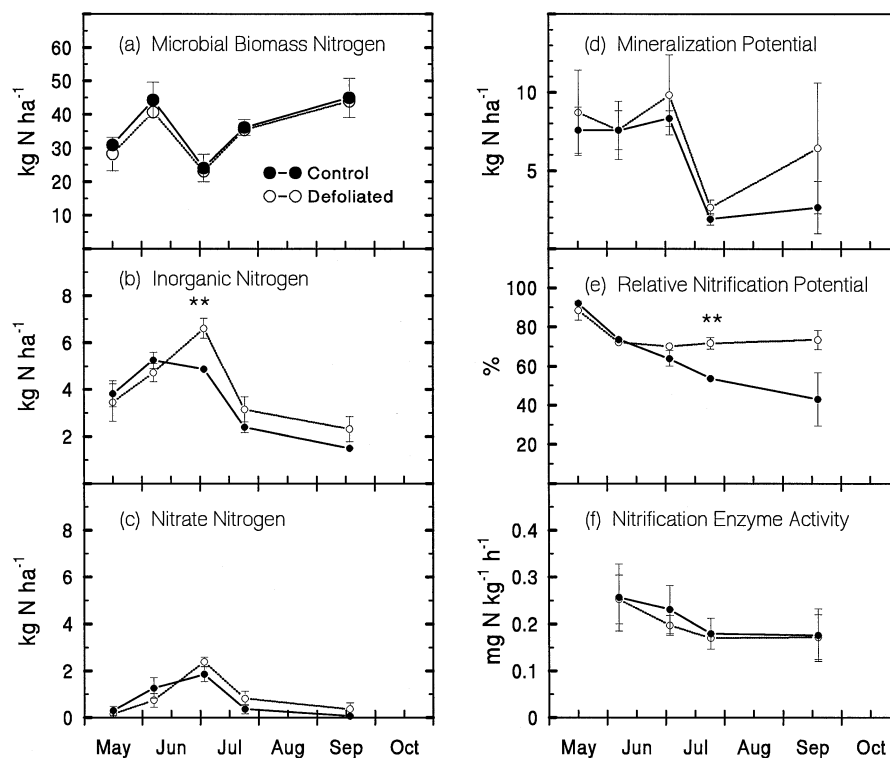 (a) Microbial Biomass Nitrogen
60
50
40
30
20
10
kg N ha⁻¹
Control
Defoliated
(b) Inorganic Nitrogen
**
8
6
4
2
kg N ha⁻¹
(c) Nitrate Nitrogen
8
6
4
2
0
kg N ha⁻¹
May Jun Jul Aug Sep Oct
(d) Mineralization Potential
10
5
kg N ha⁻¹
(e) Relative Nitrification Potential
**
100
80
60
40
20
%
(f) Nitrification Enzyme Activity
0.4
0.3
0.2
0.1
0
mg N kg⁻¹ h⁻¹
May Jun Jul Aug Sep Oct